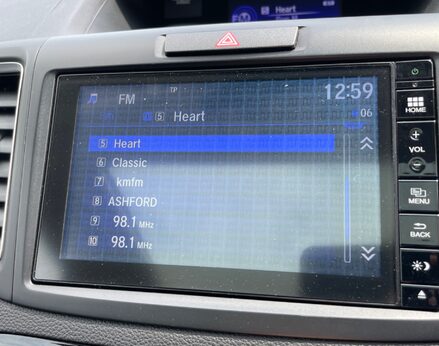 Heart
FM
TP
12:59
5 Heart
06
5 Heart
6 Classic
7 kmfm
8 ASHFORD
9 98.1 MHz
10 98.1 MHz
HOME
+
VOL
-
MENU
BACK